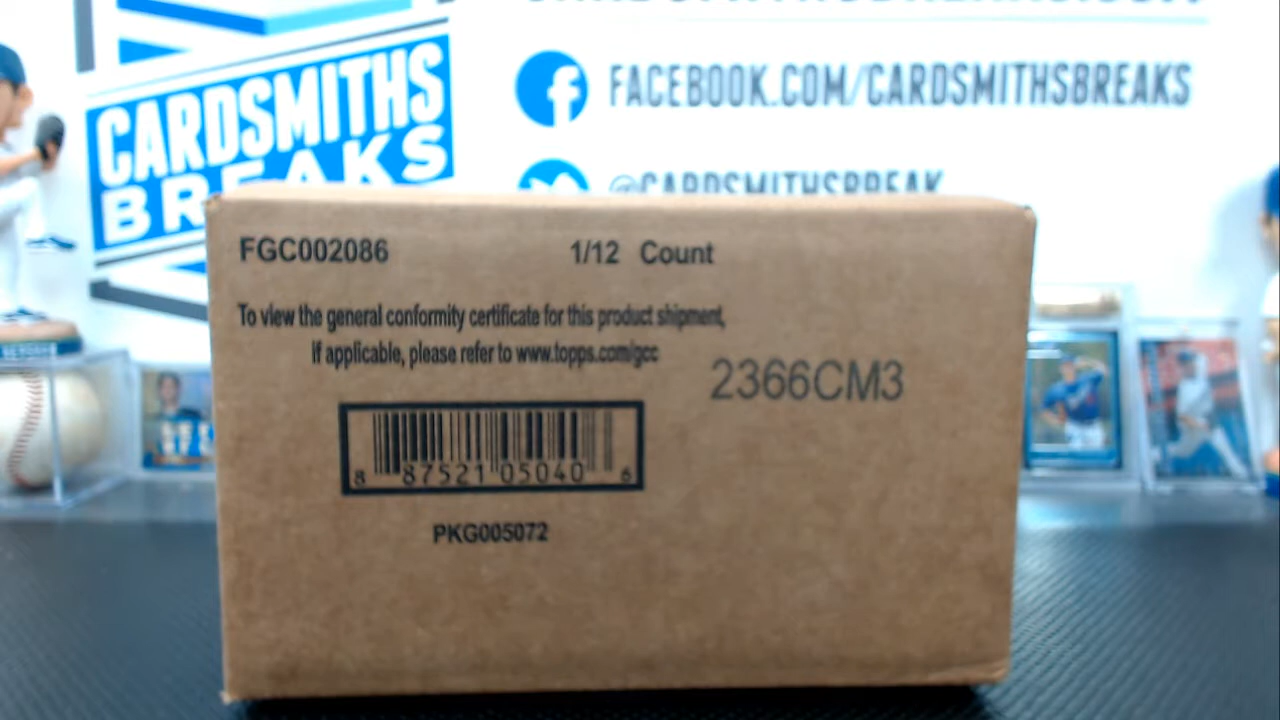 CARDSMITHS
BREAKS
FACEBOOK.COM/CARDSMITHSBREAKS
@CARDSMITHSBREAK
FGC002086 1/12 Count
To view the general conformity certificate for this product shipment,
if applicable, please refer to www.topps.com/gcc
2366CM3
8 87521 05040 6
PKG005072